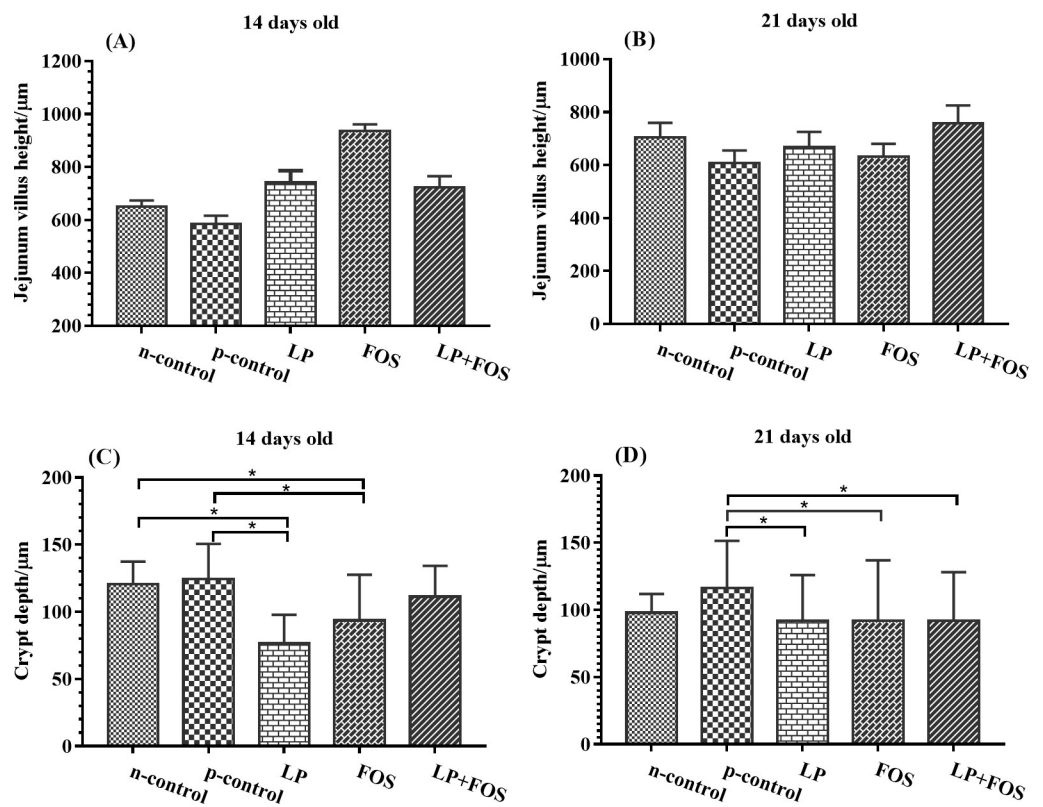 14 days old
(A)
Jejunum villus height/μm
1200
1000
800
600
400
200
n-control
p-control
LP
FOS
LP+FOS
21 days old
(B)
Jejunum villus height/μm
1000
800
600
400
200
0
n-control
p-control
LP
FOS
LP+FOS
14 days old
(C)
Crypt depth/μm
200
150
100
50
0
*
*
*
*
n-control
p-control
LP
FOS
LP+FOS
21 days old
(D)
Crypt depth/μm
200
150
100
50
0
*
*
*
n-control
p-control
LP
FOS
LP+FOS